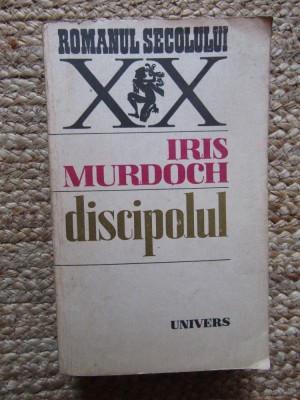 ROMANUL SECOLULUI
XX
IRIS
MURDOCH
discipolul
UNIVERS